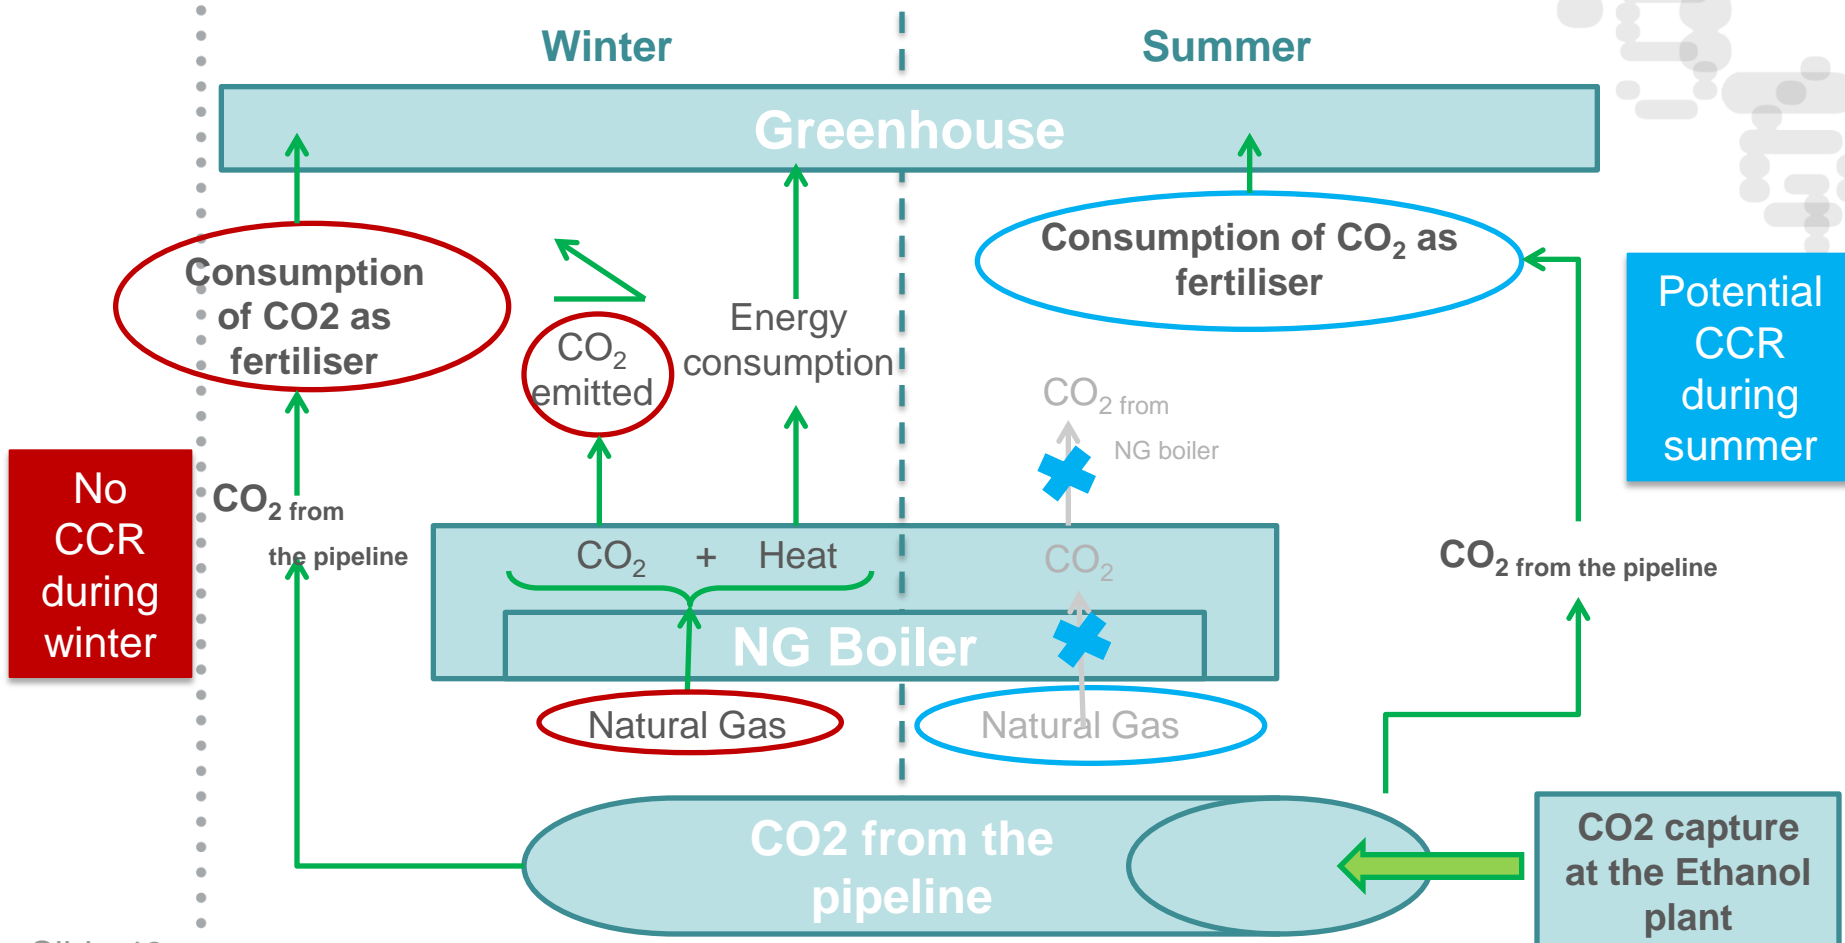 Winter
Summer
Greenhouse
Consumption
of CO2 as
fertiliser
CO2
emitted
Energy
consumption
Consumption of CO2 as
fertiliser
Potential
CCR
during
summer
CO2 from
NG boiler
No
CCR
during
winter
CO2 from
the pipeline
CO2 + Heat
CO2
CO2 from the pipeline
NG Boiler
Natural Gas
Natural Gas
CO2 from the
pipeline
CO2 capture
at the Ethanol
plant